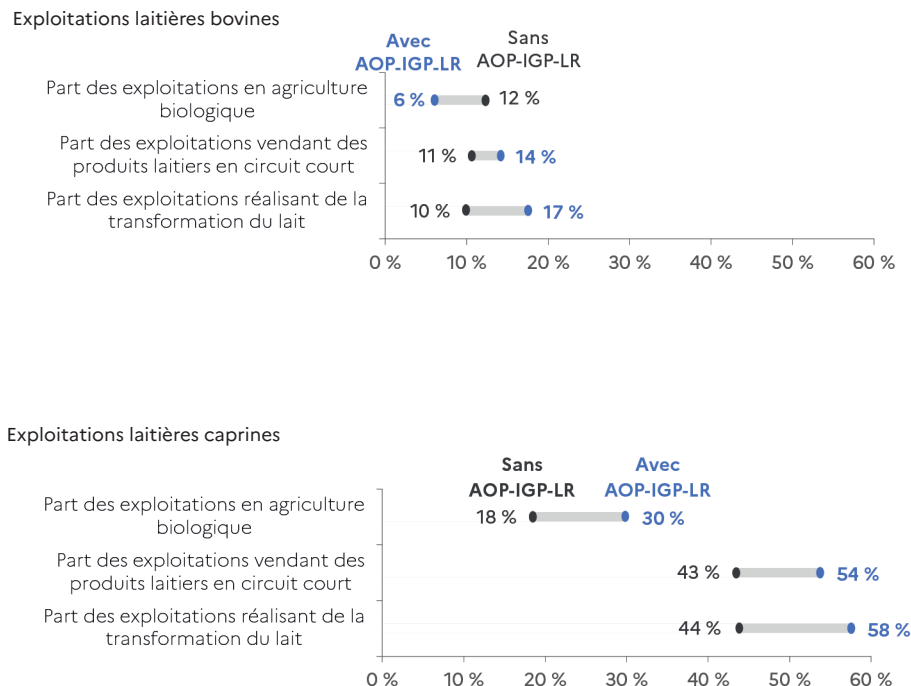 Exploitations laitières bovines
Avec
AOP-IGP-LR
Sans
AOP-IGP-LR
Part des exploitations en agriculture
biologique
6 %
12 %
Part des exploitations vendant des
produits laitiers en circuit court
11 %
14 %
Part des exploitations réalisant de la
transformation du lait
10 %
17 %
0 % 10 % 20 % 30 % 40 % 50 % 60 %
Exploitations laitières caprines
Sans
AOP-IGP-LR
Avec
AOP-IGP-LR
Part des exploitations en agriculture
biologique
18 %
30 %
Part des exploitations vendant des
produits laitiers en circuit court
43 %
54 %
Part des exploitations réalisant de la
transformation du lait
44 %
58 %
0 % 10 % 20 % 30 % 40 % 50 % 60 %